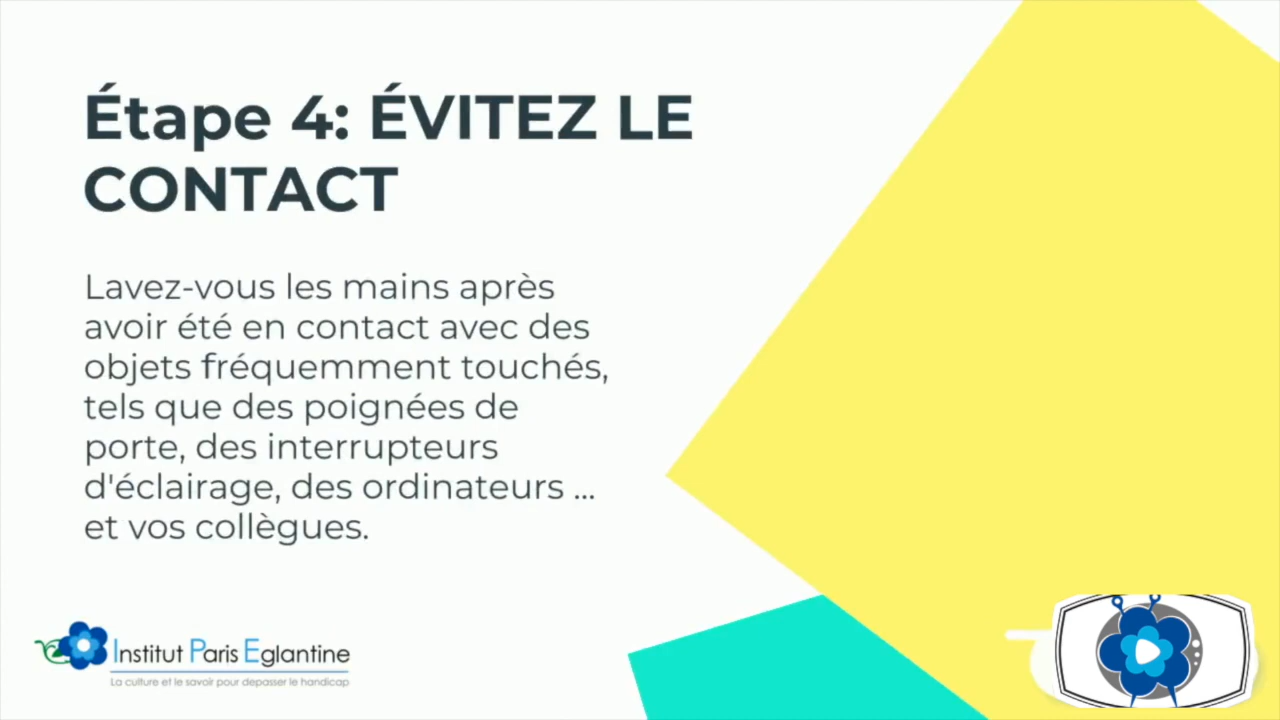 Étape 4: ÉVITEZ LE
CONTACT
Lavez-vous les mains après
avoir été en contact avec des
objets fréquemment touchés,
tels que des poignées de
porte, des interrupteurs
d'éclairage, des ordinateurs ...
et vos collègues.
Institut Paris Eglantine
La culture et le savoir pour depasser le handicap